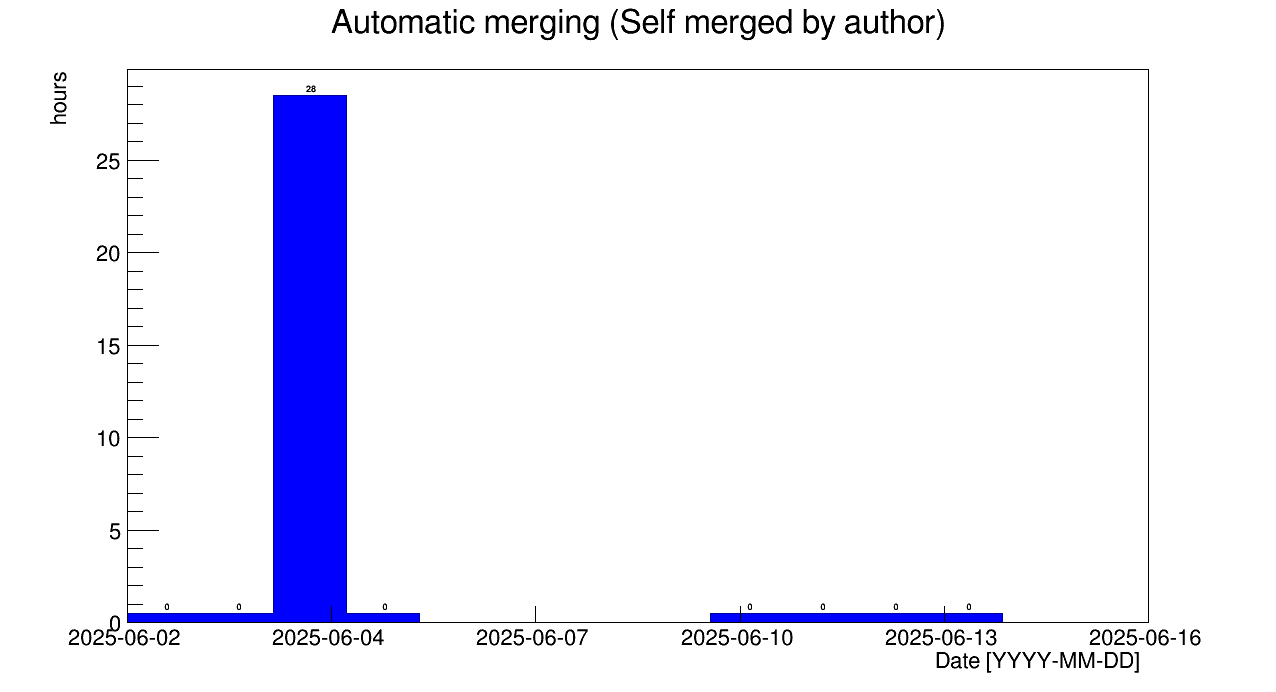 Automatic merging (Self merged by author)
hours
28
25
20
15
10
5
0 0 0 0 0 0 0
0
2025-06-02 2025-06-04 2025-06-07 2025-06-10 2025-06-13 2025-06-16
Date [YYYY-MM-DD]